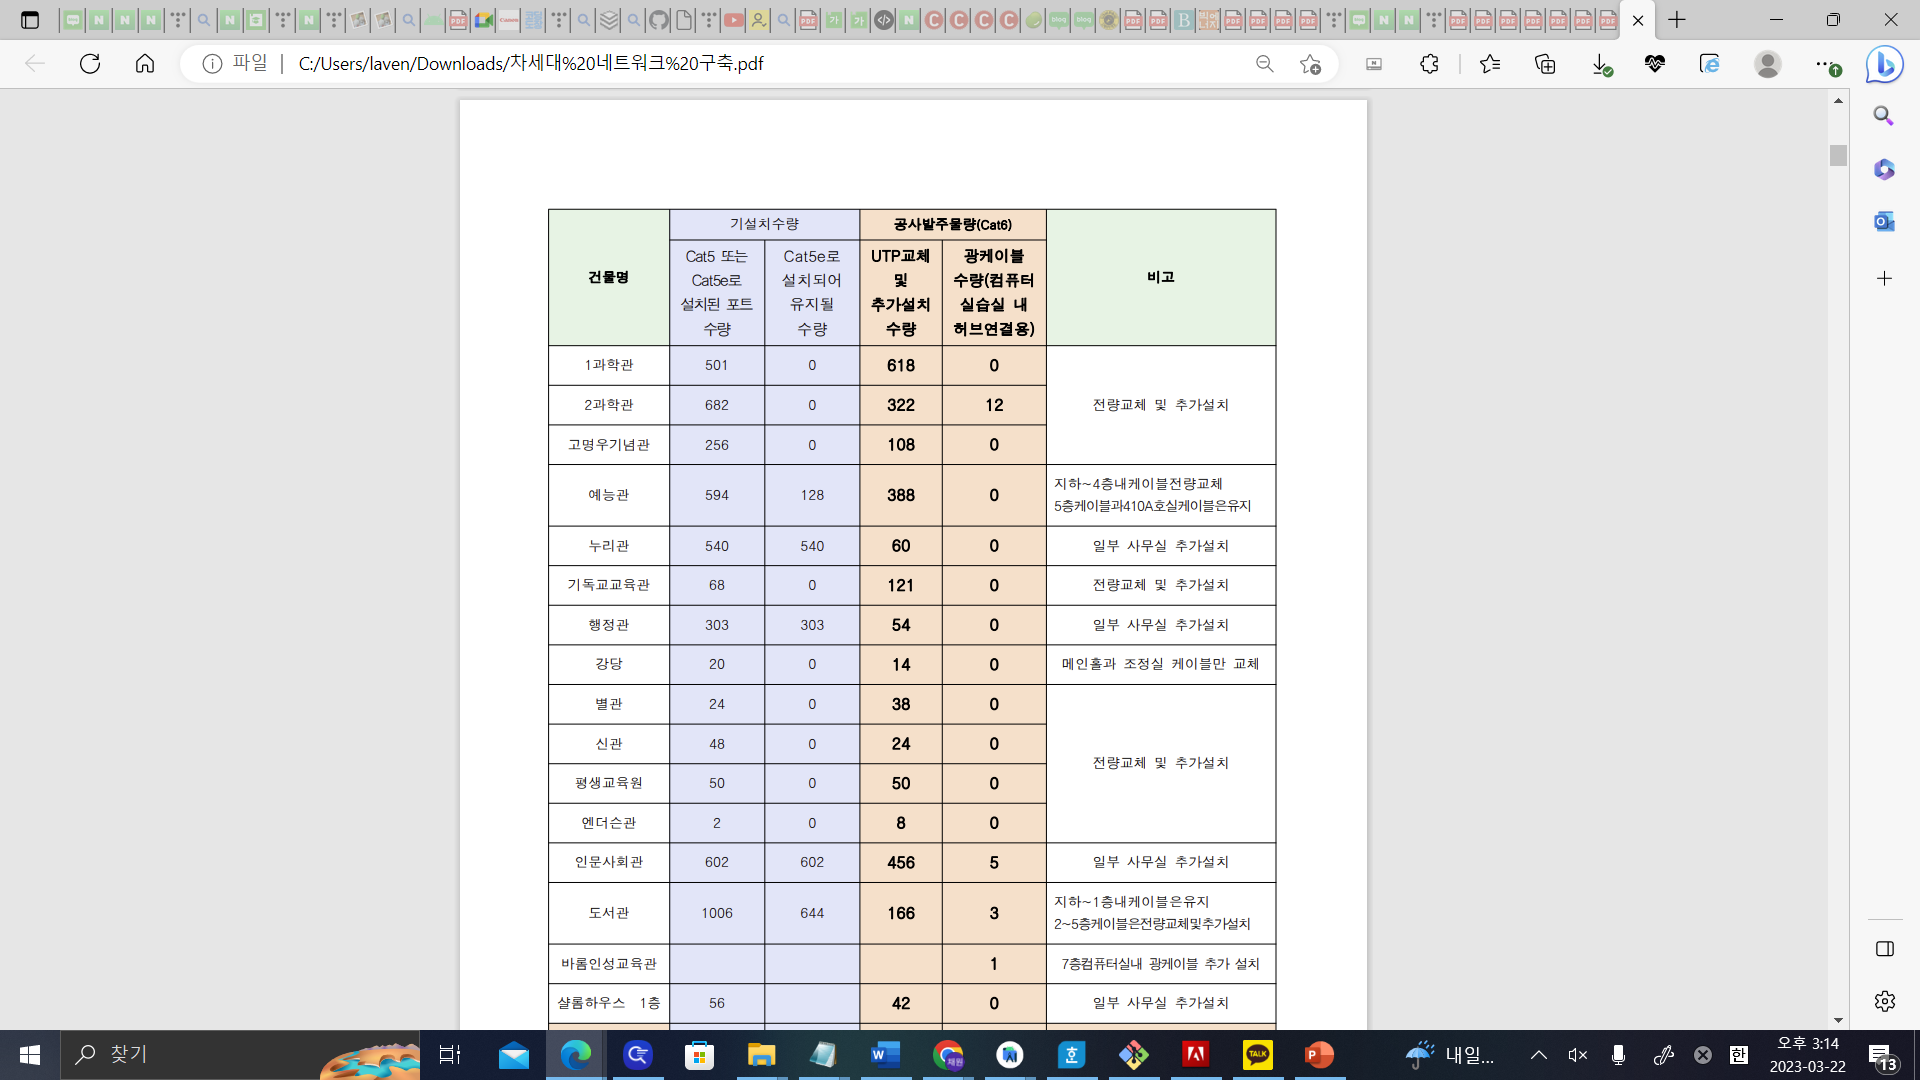 파일
C:/Users/laven/Downloads/차세대%20네트워크%20구축.pdf
건물명 기설치수량 공사발주물량(Cat6) 비고
Cat5 또는 Cat5e로 설치된 포트 수량
Cat5e로 설치되어 유지될 수량
UTP교체 및 추가설치 수량
광케이블 수량(컴퓨터 실습실 내 허브연결용)
1과학관 501 0 618 0
2과학관 682 0 322 12 전량교체 및 추가설치
고명우기념관 256 0 108 0
예능관 594 128 388 0 지하~4층내케이블전량교체
5층케이블과410A호실케이블은유지
누리관 540 540 60 0 일부 사무실 추가설치
기독교교육관 68 0 121 0 전량교체 및 추가설치
행정관 303 303 54 0 일부 사무실 추가설치
강당 20 0 14 0 메인홀과 조정실 케이블만 교체
별관 24 0 38 0
신관 48 0 24 0 전량교체 및 추가설치
평생교육원 50 0 50 0
엔더슨관 2 0 8 0
인문사회관 602 602 456 5 일부 사무실 추가설치
도서관 1006 644 166 3 지하~1층내케이블은유지
2~5층케이블은전량교체및추가설치
바롬인성교육관 1 7층컴퓨터실내 광케이블 추가 설치
샬롬하우스 1층 56 42 0 일부 사무실 추가설치
찾기
내일...
한
오후 3:14
2023-03-22
13